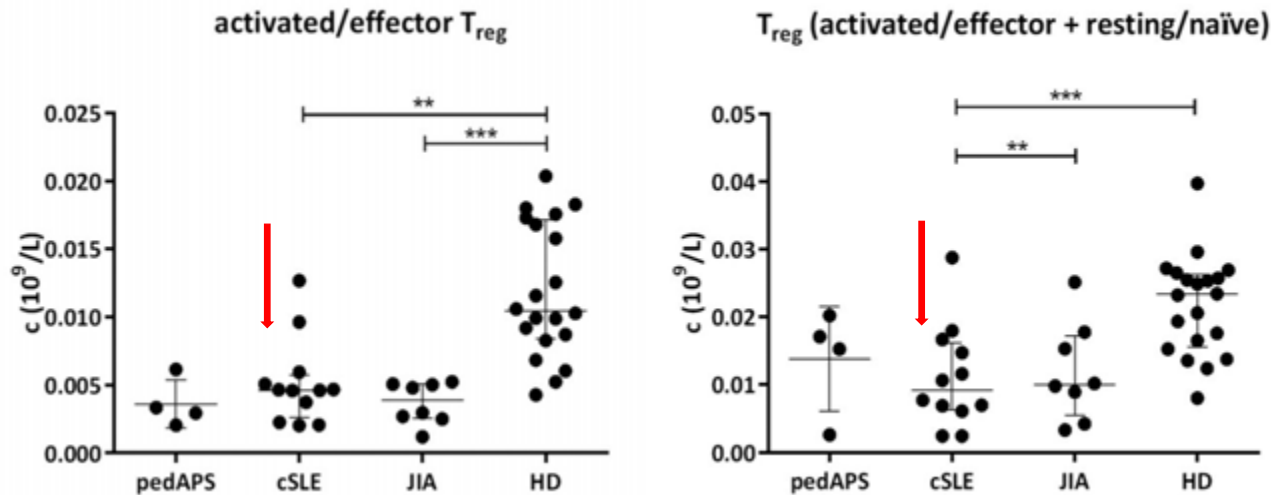 activated/effector Treg
**
***
c (10⁹/L)
0.025
0.020
0.015
0.010
0.005
0.000
pedAPS cSLE JIA HD
Treg (activated/effector + resting/naïve)
***
**
c (10⁹/L)
0.05
0.04
0.03
0.02
0.01
0.00
pedAPS cSLE JIA HD